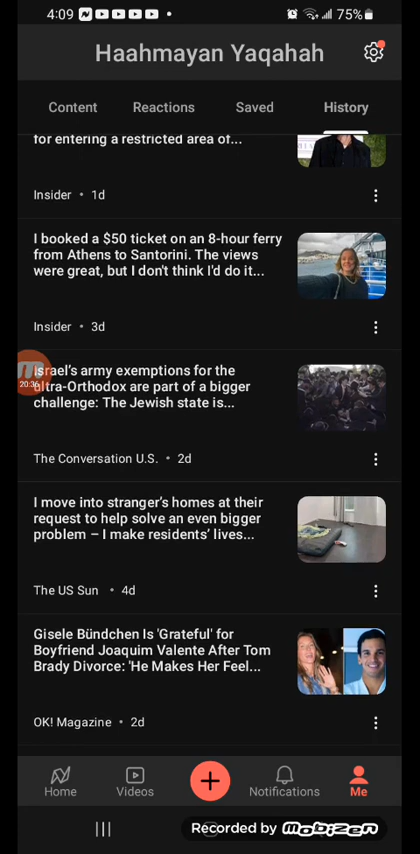 4:09
75%
Haahmayan Yaqahah
Content Reactions Saved History
for entering a restricted area of...
Insider • 1d
I booked a $50 ticket on an 8-hour ferry
from Athens to Santorini. The views
were great, but I don't think I'd do it...
Insider • 3d
Israel’s army exemptions for the
ultra-Orthodox are part of a bigger
challenge: The Jewish state is...
20:36
The Conversation U.S. • 2d
I move into stranger’s homes at their
request to help solve an even bigger
problem – I make residents’ lives...
The US Sun • 4d
Gisele Bündchen Is 'Grateful' for
Boyfriend Joaquim Valente After Tom
Brady Divorce: 'He Makes Her Feel...
OK! Magazine • 2d
Home Videos Notifications Me
Recorded by mobizen